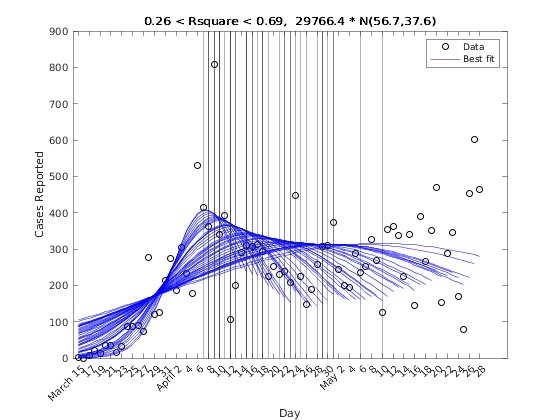 0.26 < Rsquare < 0.69, 29766.4 * N(56.7,37.6)
Data
Best fit
Cases Reported
900
800
700
600
500
400
300
200
100
0
March 15 17 19 21 23 25 27 29 31 April 2 4 6 8 10 12 14 16 18 20 22 24 26 28 30 May 2 4 6 8 10 12 14 16 18 20 22 24 26 28
Day